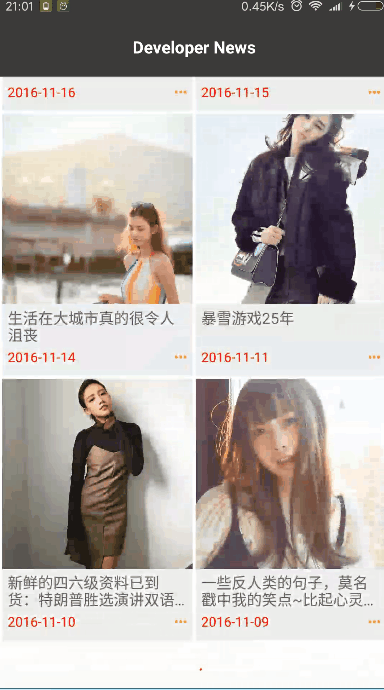 21:01
0.45K/s
Developer News
2016-11-16
2016-11-15
生活在大城市真的很令人
沮丧
2016-11-14
暴雪游戏25年
2016-11-11
新鲜的四六级资料已到
货：特朗普胜选演讲双语...
2016-11-10
一些反人类的句子，莫名
戳中我的笑点~比起心灵...
2016-11-09